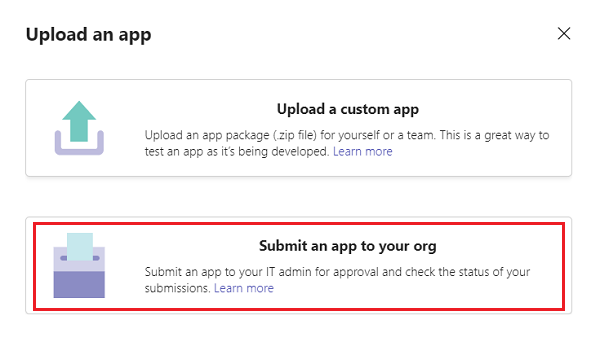 Upload an app
Upload a custom app
Upload an app package (.zip file) for yourself or a team. This is a great way to
test an app as it's being developed. Learn more
Submit an app to your org
Submit an app to your IT admin for approval and check the status of your
submissions. Learn more